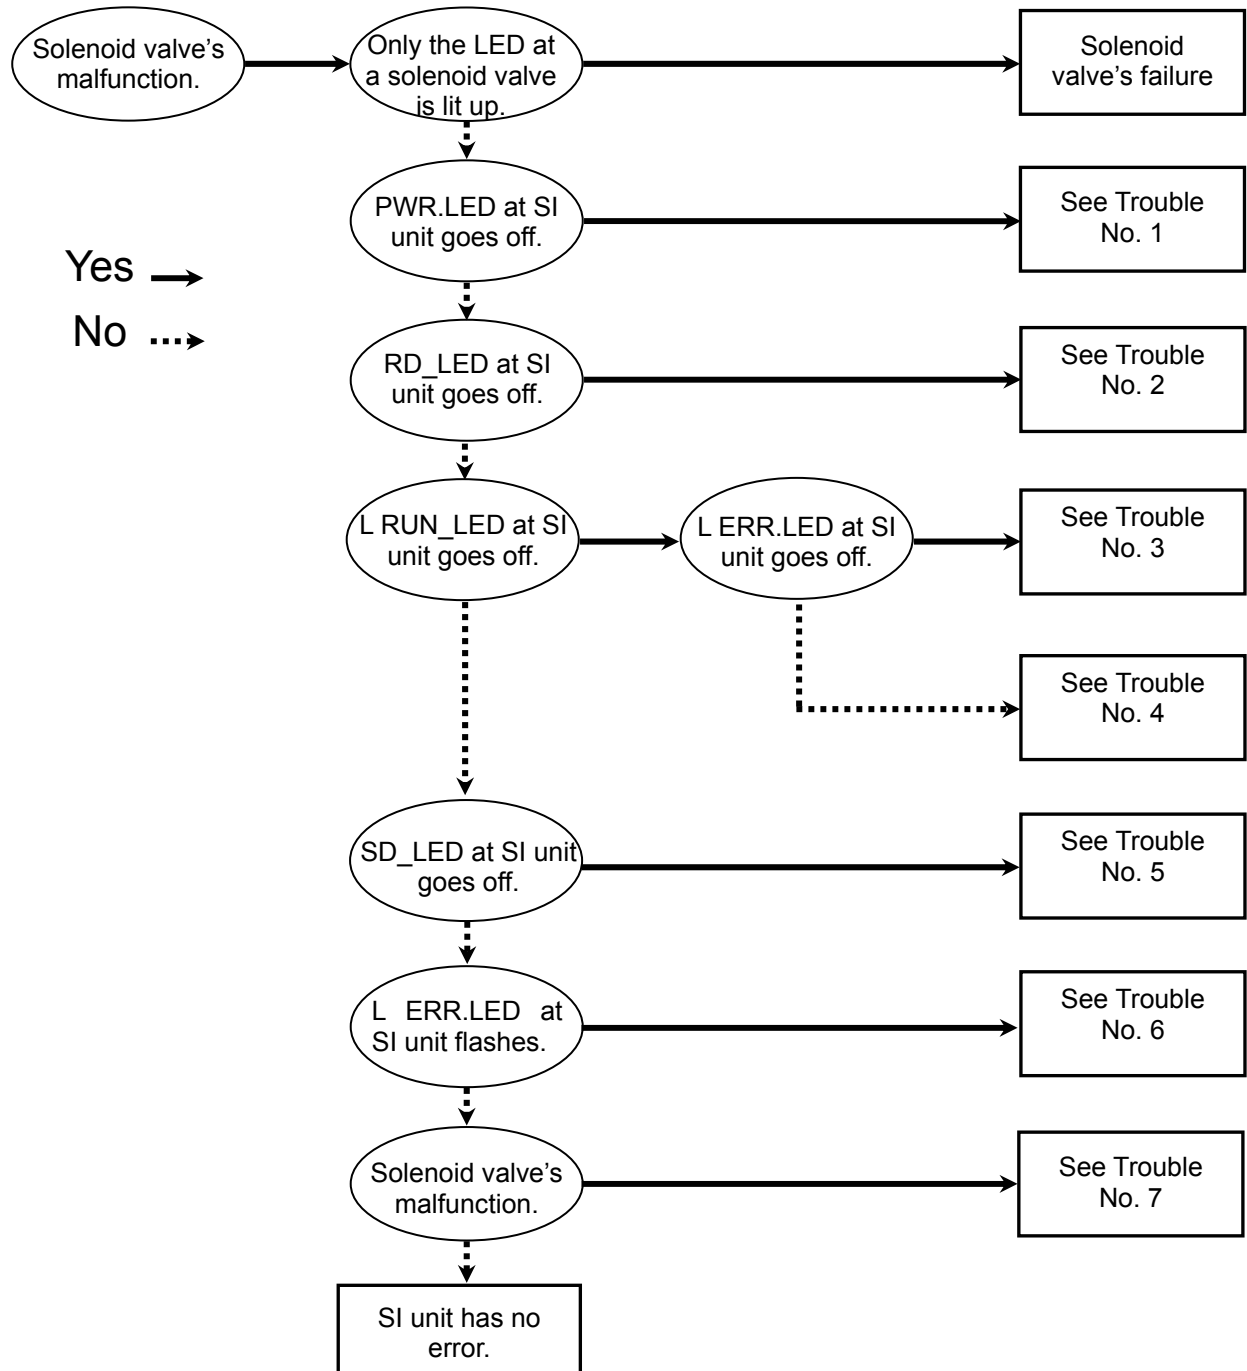 Solenoid valve’s
malfunction.
Only the LED at
a solenoid valve
is lit up.
Solenoid
valve’s failure
PWR.LED at SI
unit goes off.
See Trouble
No. 1
Yes
No
RD_LED at SI
unit goes off.
See Trouble
No. 2
L RUN_LED at SI
unit goes off.
L ERR.LED at SI
unit goes off.
See Trouble
No. 3
See Trouble
No. 4
SD_LED at SI unit
goes off.
See Trouble
No. 5
L ERR.LED at
SI unit flashes.
See Trouble
No. 6
Solenoid valve’s
malfunction.
See Trouble
No. 7
SI unit has no
error.